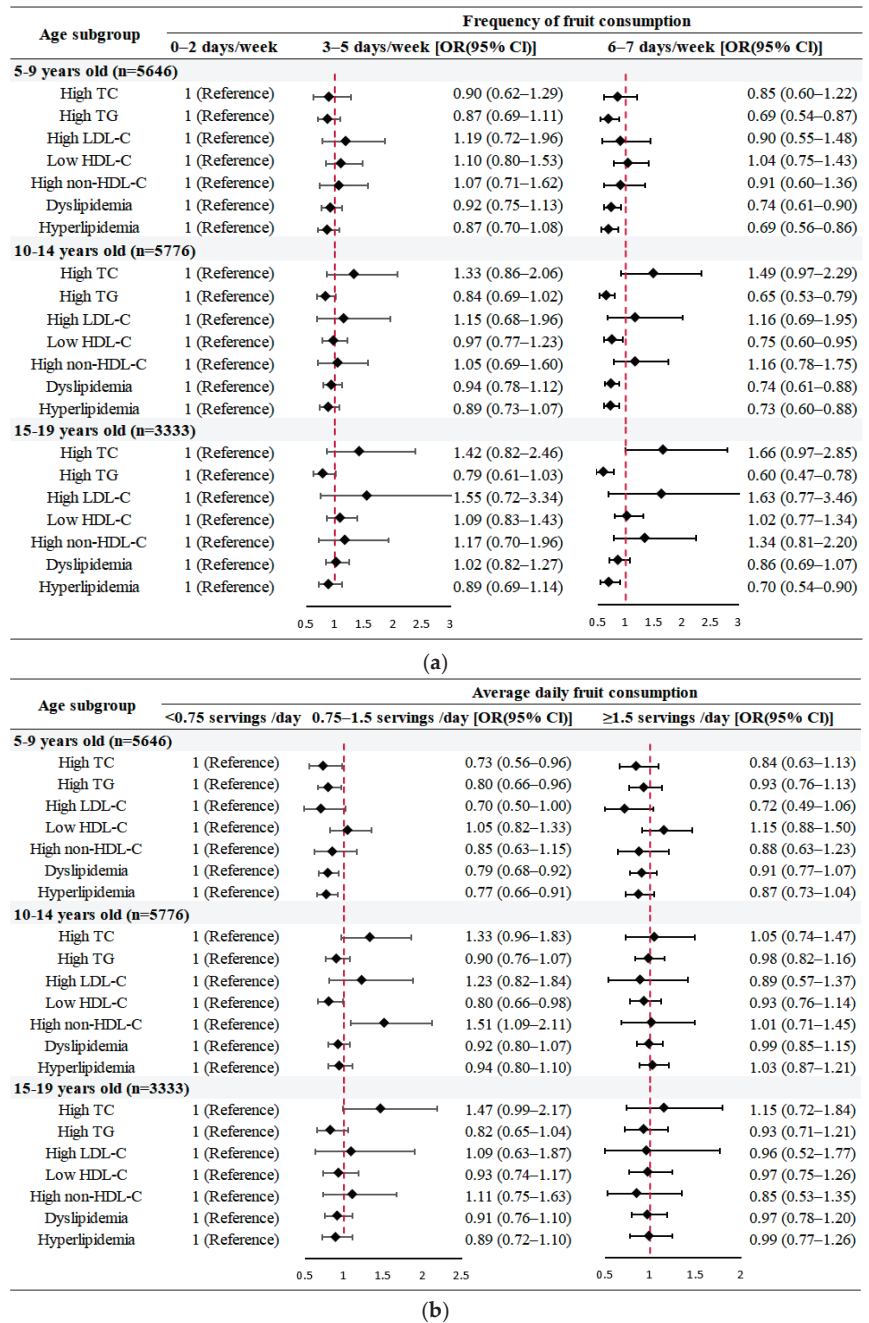 Age subgroup Frequency of fruit consumption
0–2 days/week 3–5 days/week [OR(95% CI)] 6–7 days/week [OR(95% CI)]
5-9 years old (n=5646)
High TC 1 (Reference) 0.90 (0.62–1.29) 0.85 (0.60–1.22)
High TG 1 (Reference) 0.87 (0.69–1.11) 0.69 (0.54–0.87)
High LDL-C 1 (Reference) 1.19 (0.72–1.96) 0.90 (0.55–1.48)
Low HDL-C 1 (Reference) 1.10 (0.80–1.53) 1.04 (0.75–1.43)
High non-HDL-C 1 (Reference) 1.07 (0.71–1.62) 0.91 (0.60–1.36)
Dyslipidemia 1 (Reference) 0.92 (0.75–1.13) 0.74 (0.61–0.90)
Hyperlipidemia 1 (Reference) 0.87 (0.70–1.08) 0.69 (0.56–0.86)
10-14 years old (n=5776)
High TC 1 (Reference) 1.33 (0.86–2.06) 1.49 (0.97–2.29)
High TG 1 (Reference) 0.84 (0.69–1.02) 0.65 (0.53–0.79)
High LDL-C 1 (Reference) 1.15 (0.68–1.96) 1.16 (0.69–1.95)
Low HDL-C 1 (Reference) 0.97 (0.77–1.23) 0.75 (0.60–0.95)
High non-HDL-C 1 (Reference) 1.05 (0.69–1.60) 1.16 (0.78–1.75)
Dyslipidemia 1 (Reference) 0.94 (0.78–1.12) 0.74 (0.61–0.88)
Hyperlipidemia 1 (Reference) 0.89 (0.73–1.07) 0.73 (0.60–0.88)
15-19 years old (n=3333)
High TC 1 (Reference) 1.42 (0.82–2.46) 1.66 (0.97–2.85)
High TG 1 (Reference) 0.79 (0.61–1.03) 0.60 (0.47–0.78)
High LDL-C 1 (Reference) 1.55 (0.72–3.34) 1.63 (0.77–3.46)
Low HDL-C 1 (Reference) 1.09 (0.83–1.43) 1.02 (0.77–1.34)
High non-HDL-C 1 (Reference) 1.17 (0.70–1.96) 1.34 (0.81–2.20)
Dyslipidemia 1 (Reference) 1.02 (0.82–1.27) 0.86 (0.69–1.07)
Hyperlipidemia 1 (Reference) 0.89 (0.69–1.14) 0.70 (0.54–0.90)
0.5 1 1.5 2 2.5 3 0.5 1 1.5 2 2.5 3
(a)
Age subgroup Average daily fruit consumption
<0.75 servings /day 0.75–1.5 servings /day [OR(95% CI)] ≥1.5 servings /day [OR(95% CI)]
5-9 years old (n=5646)
High TC 1 (Reference) 0.73 (0.56–0.96) 0.84 (0.63–1.13)
High TG 1 (Reference) 0.80 (0.66–0.96) 0.93 (0.76–1.13)
High LDL-C 1 (Reference) 0.70 (0.50–1.00) 0.72 (0.49–1.06)
Low HDL-C 1 (Reference) 1.05 (0.82–1.33) 1.15 (0.88–1.50)
High non-HDL-C 1 (Reference) 0.85 (0.63–1.15) 0.88 (0.63–1.23)
Dyslipidemia 1 (Reference) 0.79 (0.68–0.92) 0.91 (0.77–1.07)
Hyperlipidemia 1 (Reference) 0.77 (0.66–0.91) 0.87 (0.73–1.04)
10-14 years old (n=5776)
High TC 1 (Reference) 1.33 (0.96–1.83) 1.05 (0.74–1.47)
High TG 1 (Reference) 0.90 (0.76–1.07) 0.98 (0.82–1.16)
High LDL-C 1 (Reference) 1.23 (0.82–1.84) 0.89 (0.57–1.37)
Low HDL-C 1 (Reference) 0.80 (0.66–0.98) 0.93 (0.76–1.14)
High non-HDL-C 1 (Reference) 1.51 (1.09–2.11) 1.01 (0.71–1.45)
Dyslipidemia 1 (Reference) 0.92 (0.80–1.07) 0.99 (0.85–1.15)
Hyperlipidemia 1 (Reference) 0.94 (0.80–1.10) 1.03 (0.87–1.21)
15-19 years old (n=3333)
High TC 1 (Reference) 1.47 (0.99–2.17) 1.15 (0.72–1.84)
High TG 1 (Reference) 0.82 (0.65–1.04) 0.93 (0.71–1.21)
High LDL-C 1 (Reference) 1.09 (0.63–1.87) 0.96 (0.52–1.77)
Low HDL-C 1 (Reference) 0.93 (0.74–1.17) 0.97 (0.75–1.26)
High non-HDL-C 1 (Reference) 1.11 (0.75–1.63) 0.85 (0.53–1.35)
Dyslipidemia 1 (Reference) 0.91 (0.76–1.10) 0.97 (0.78–1.20)
Hyperlipidemia 1 (Reference) 0.89 (0.72–1.10) 0.99 (0.77–1.26)
0.5 1 1.5 2 2.5 0.5 1 1.5 2
(b)